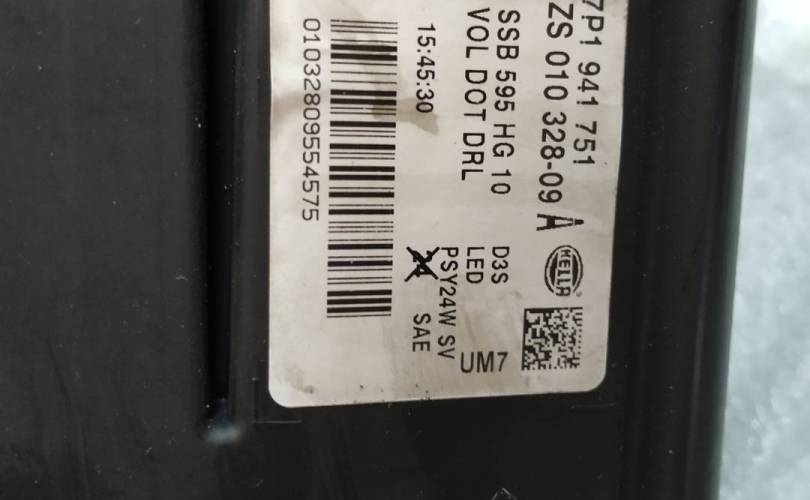 7P1 941 751
ZS 010 328-09 A
HELLA
SSB 595 HG 10
VOL DOT DRL
D3S
LED
PSY24W SV
SAE
UM7
15:45:30
01032809554575